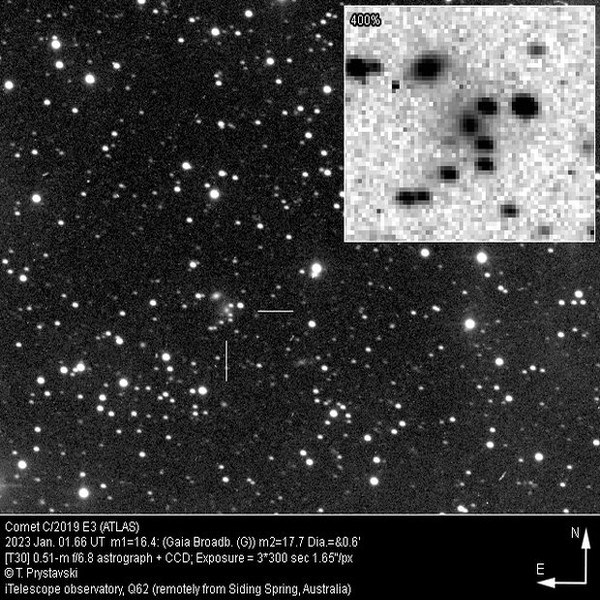 400%
Comet C/2019 E3 (ATLAS)
2023 Jan. 01.66 UT m1=16.4: (Gaia Broadb. (G)) m2=17.7 Dia.=&0.6'
[T30] 0.51-m f/6.8 astrograph + CCD; Exposure = 3*300 sec 1.65"/px
© T. Prystavski
iTelescope observatory, Q62 (remotely from Siding Spring, Australia)
N
E